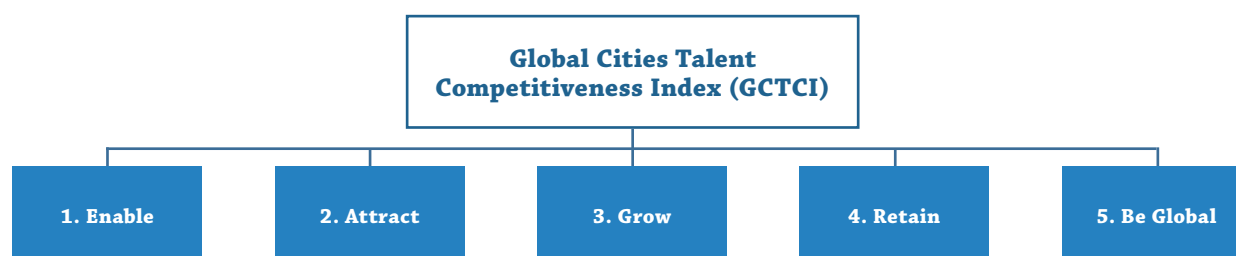 Global Cities Talent
Competitiveness Index (GCTCI)
1. Enable
2. Attract
3. Grow
4. Retain
5. Be Global